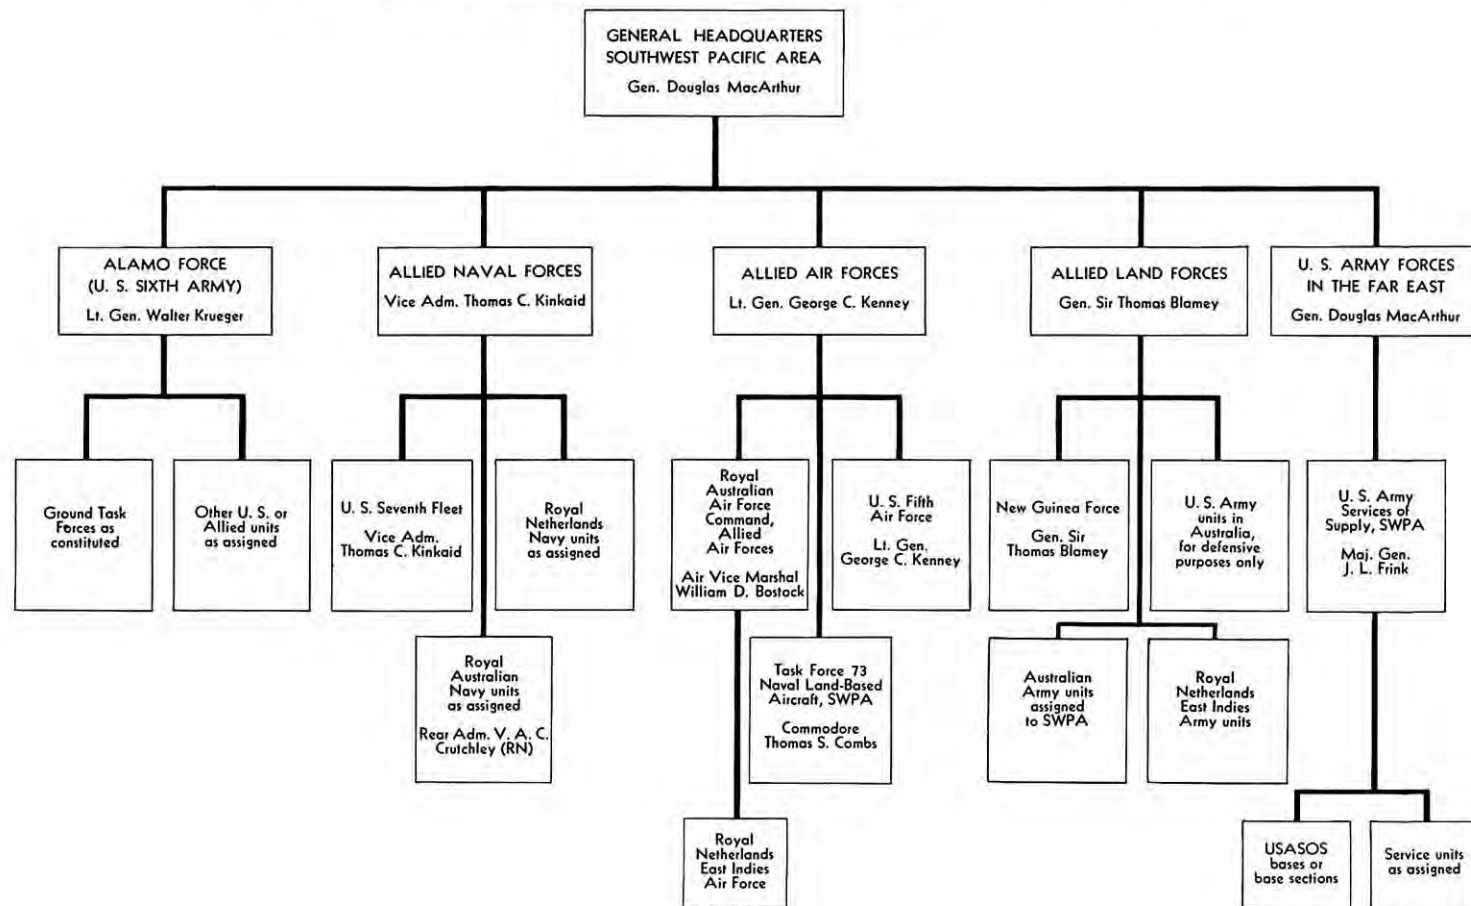 GENERAL HEADQUARTERS
SOUTHWEST PACIFIC AREA
Gen. Douglas MacArthur
ALAMO FORCE
(U. S. SIXTH ARMY)
Lt. Gen. Walter Krueger
ALLIED NAVAL FORCES
Vice Adm. Thomas C. Kinkaid
ALLIED AIR FORCES
Lt. Gen. George C. Kenney
ALLIED LAND FORCES
Gen. Sir Thomas Blamey
U. S. ARMY FORCES
IN THE FAR EAST
Gen. Douglas MacArthur
Ground Task
Forces as
constituted
Other U. S. or
Allied units
as assigned
U. S. Seventh Fleet
Vice Adm.
Thomas C. Kinkaid
Royal
Netherlands
Navy units
as assigned
Royal
Australian
Air Force
Command,
Allied
Air Forces
Air Vice Marshal
William D. Bostock
U. S. Fifth
Air Force
Lt. Gen.
George C. Kenney
New Guinea Force
Gen. Sir
Thomas Blamey
U. S. Army
units in
Australia,
for defensive
purposes only
U. S. Army
Services of
Supply, SWPA
Maj. Gen.
J. L. Frink
Royal
Australian
Navy units
as assigned
Rear Adm. V. A. C.
Crutchley (RN)
Task Force 73
Naval Land-Based
Aircraft, SWPA
Commodore
Thomas S. Combs
Australian
Army units
assigned
to SWPA
Royal
Netherlands
East Indies
Army units
Royal
Netherlands
East Indies
Air Force
USASOS
bases or
base sections
Service units
as assigned